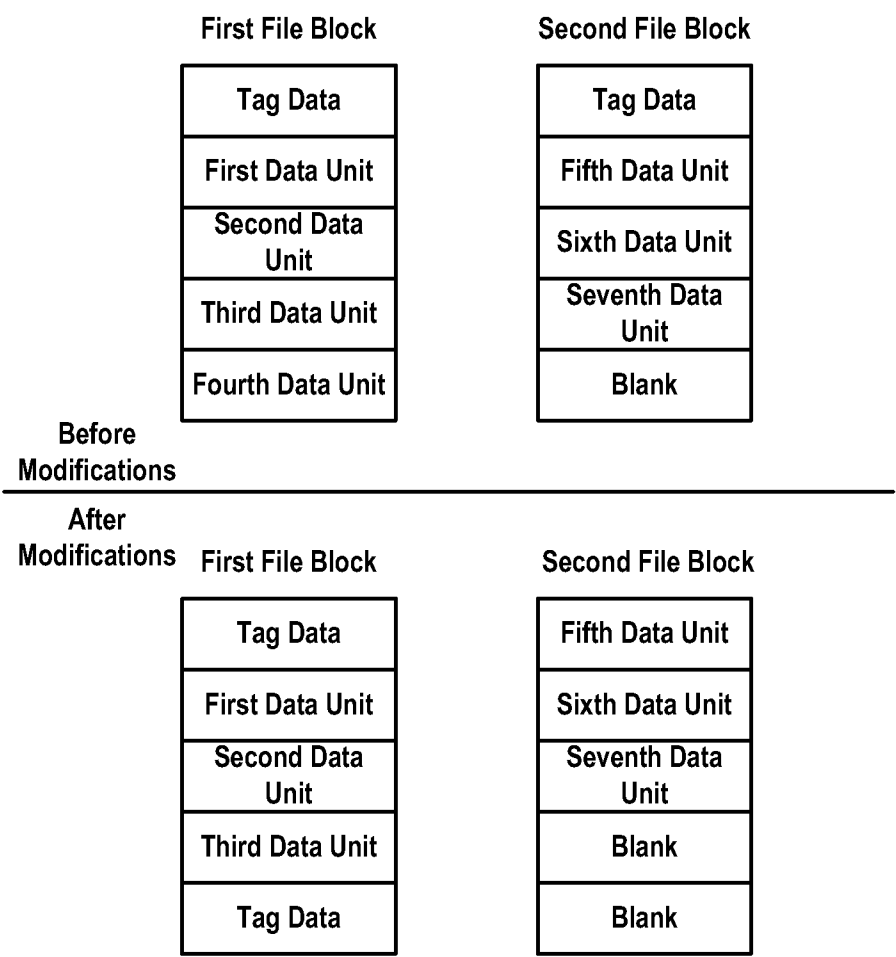 First File Block
Second File Block
Tag Data
Tag Data
First Data Unit
Fifth Data Unit
Second Data
Unit
Sixth Data Unit
Third Data Unit
Seventh Data
Unit
Fourth Data Unit
Blank
Before
Modifications
After
Modifications
First File Block
Second File Block
Tag Data
Fifth Data Unit
First Data Unit
Sixth Data Unit
Second Data
Unit
Seventh Data
Unit
Third Data Unit
Blank
Tag Data
Blank